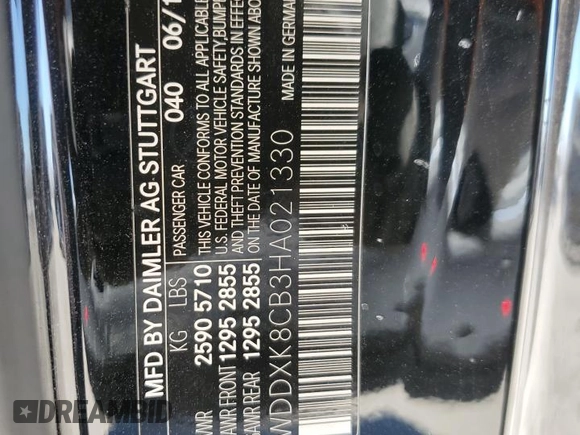 MFD BY DAIMLER AG STUTTGART
KG LBS PASSENGER CAR 040 06/1
2590 5710 THIS VEHICLE CONFORMS TO ALL APPLICABLE
U.S. FEDERAL MOTOR VEHICLE SAFETY, BUMPER
FRONT 1295 2855 AND THEFT PREVENTION STANDARDS IN EFFECT
REAR 1295 2855 ON THE DATE OF MANUFACTURE SHOWN ABOVE
MADE IN GERMANY
WDDXK8CB3HA021330
DREAMBID